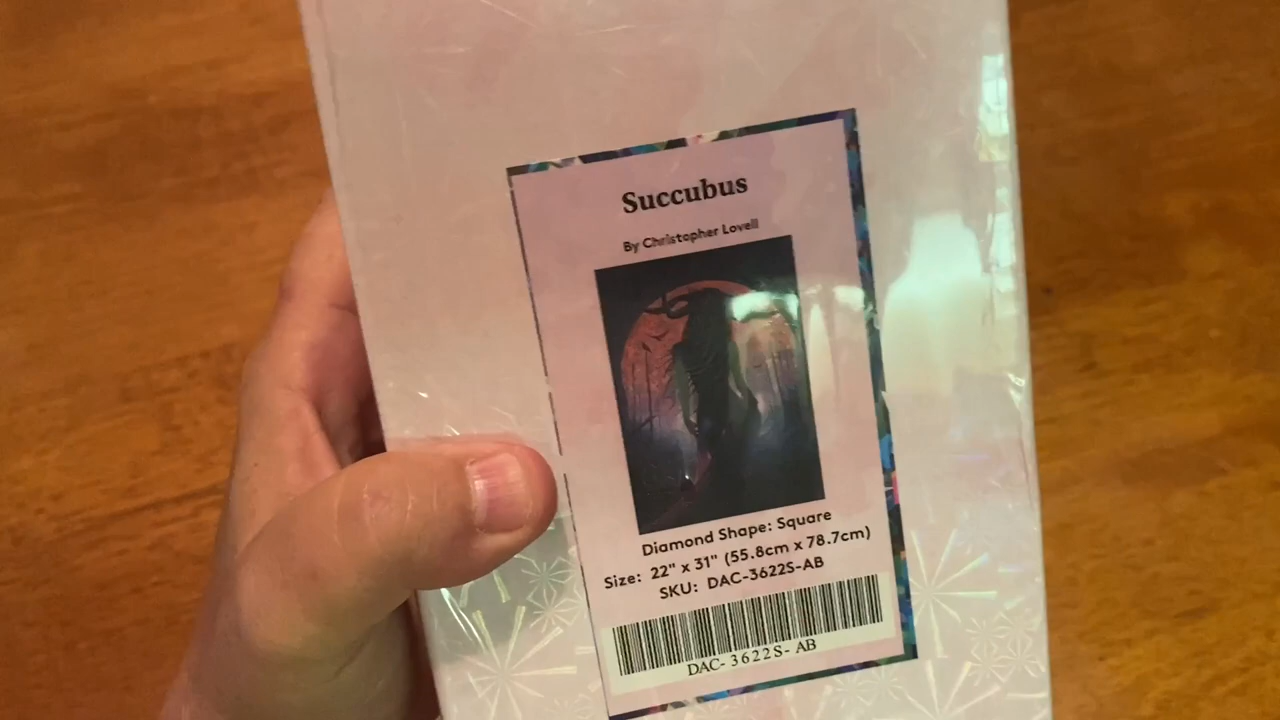 Succubus
By Christopher Lovell
Diamond Shape: Square
Size: 22" x 31" (55.8cm x 78.7cm)
SKU: DAC-3622S-AB
DAC- 3622S- AB